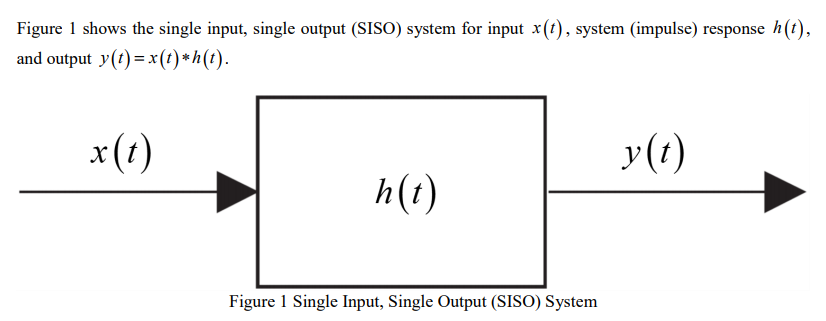 Figure 1 shows the single input, single output (SISO) system for input x(t), system (impulse) response h(t),
and output y(t)=x(t)*h(t).
x(t)
y(t)
h(t)
Figure 1 Single Input, Single Output (SISO) System